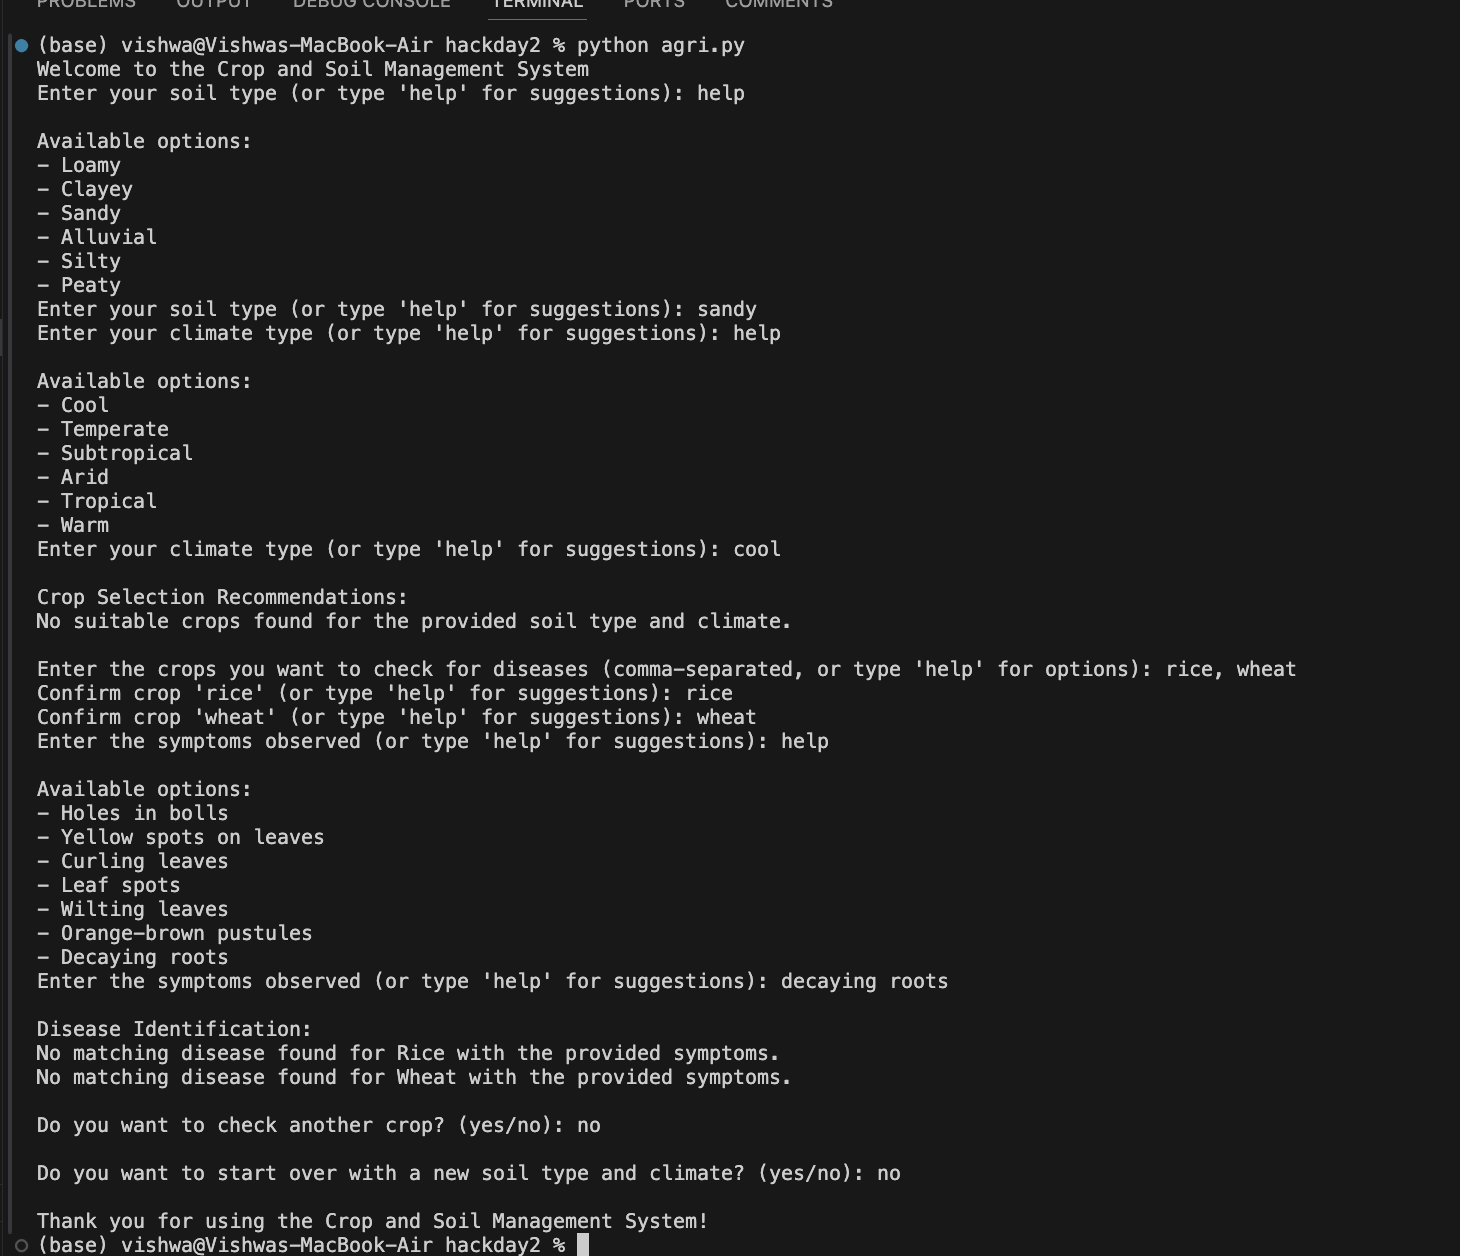 PROBLEMS OUTPUT DEBUG CONSOLE TERMINAL PORTS COMMENTS
(base) vishwa@Vishwas-MacBook-Air hackday2 % python agri.py
Welcome to the Crop and Soil Management System
Enter your soil type (or type 'help' for suggestions): help
Available options:
- Loamy
- Clayey
- Sandy
- Alluvial
- Silty
- Peaty
Enter your soil type (or type 'help' for suggestions): sandy
Enter your climate type (or type 'help' for suggestions): help
Available options:
- Cool
- Temperate
- Subtropical
- Arid
- Tropical
- Warm
Enter your climate type (or type 'help' for suggestions): cool
Crop Selection Recommendations:
No suitable crops found for the provided soil type and climate.
Enter the crops you want to check for diseases (comma-separated, or type 'help' for options): rice, wheat
Confirm crop 'rice' (or type 'help' for suggestions): rice
Confirm crop 'wheat' (or type 'help' for suggestions): wheat
Enter the symptoms observed (or type 'help' for suggestions): help
Available options:
- Holes in bolls
- Yellow spots on leaves
- Curling leaves
- Leaf spots
- Wilting leaves
- Orange-brown pustules
- Decaying roots
Enter the symptoms observed (or type 'help' for suggestions): decaying roots
Disease Identification:
No matching disease found for Rice with the provided symptoms.
No matching disease found for Wheat with the provided symptoms.
Do you want to check another crop? (yes/no): no
Do you want to start over with a new soil type and climate? (yes/no): no
Thank you for using the Crop and Soil Management System!
(base) vishwa@Vishwas-MacBook-Air hackday2 %